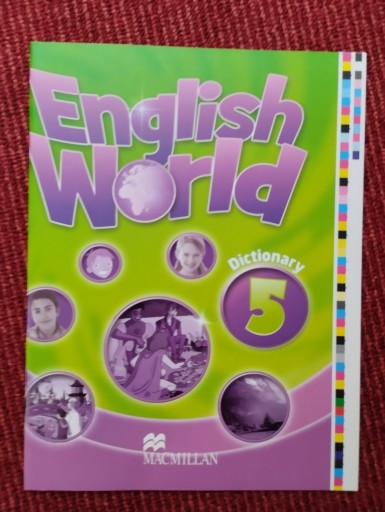 English
World
Dictionary
5
MACMILLAN